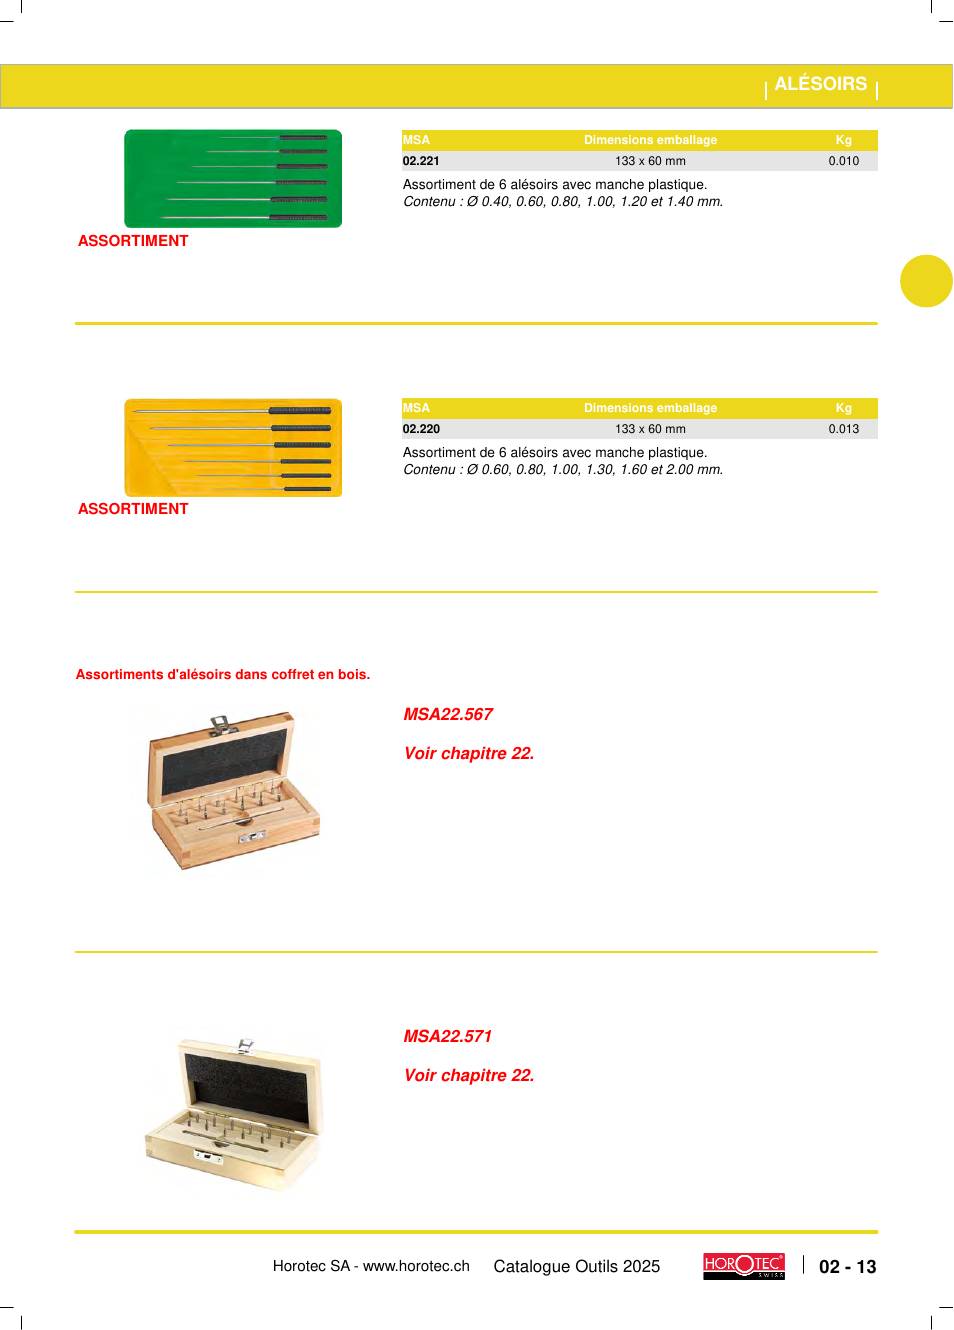 ALÉSOIRS
MSA Dimensions emballage Kg
02.221 133 x 60 mm 0.010
Assortiment de 6 alésoirs avec manche plastique.
Contenu : Ø 0.40, 0.60, 0.80, 1.00, 1.20 et 1.40 mm.
ASSORTIMENT
MSA Dimensions emballage Kg
02.220 133 x 60 mm 0.013
Assortiment de 6 alésoirs avec manche plastique.
Contenu : Ø 0.60, 0.80, 1.00, 1.30, 1.60 et 2.00 mm.
ASSORTIMENT
Assortiments d'alésoirs dans coffret en bois.
MSA22.567
Voir chapitre 22.
MSA22.571
Voir chapitre 22.
Horotec SA - www.horotec.ch Catalogue Outils 2025 HOROTEC SWISS 02 - 13